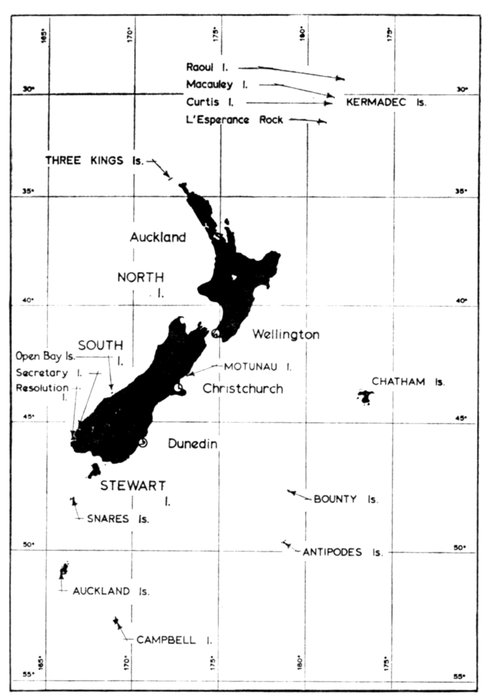 165° 170° 175° 180° 175°
Raoul I.
30° 30°
Macauley I.
Curtis I. KERMADEC Is.
L'Esperance Rock
THREE KINGS Is.
35° 35°
Auckland
NORTH
I.
40° 40°
Wellington
SOUTH
I.
Open Bay Is.
Secretary I.
Resolution
I.
MOTUNAU I.
Christchurch
CHATHAM Is.
45° 45°
Dunedin
STEWART
I.
BOUNTY Is.
SNARES Is.
50° 50°
ANTIPODES Is.
AUCKLAND Is.
CAMPBELL I.
55° 55°
165° 170° 175° 180° 175°